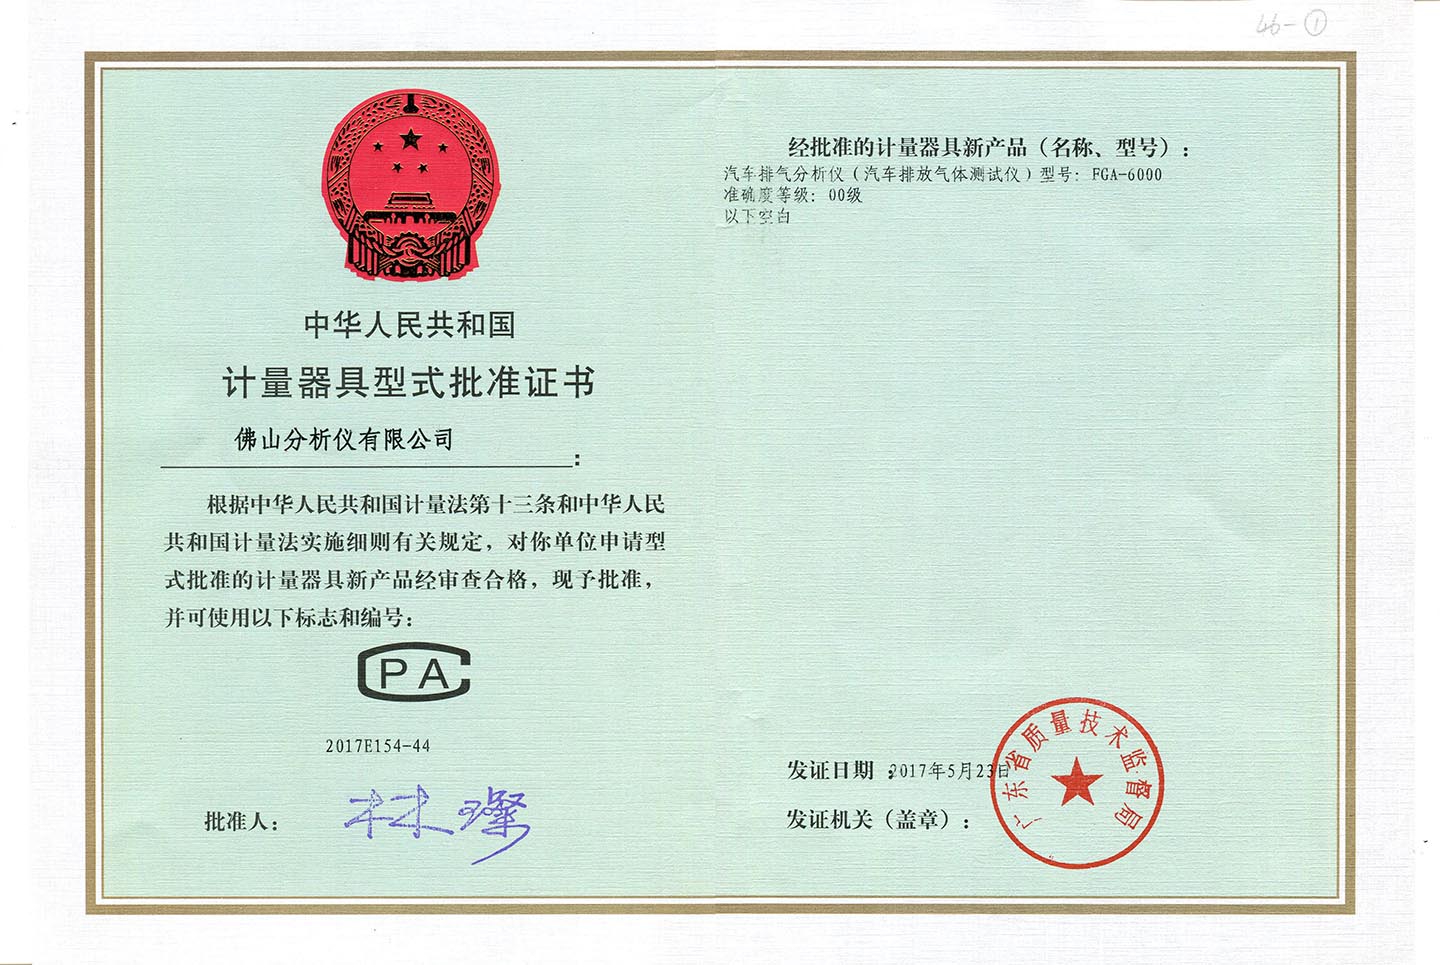 46-①
中华人民共和国
计量器具型式批准证书
佛山分析仪有限公司
：
根据中华人民共和国计量法第十三条和中华人民
共和国计量法实施细则有关规定，对你单位申请型
式批准的计量器具新产品经审查合格，现予批准，
并可使用以下标志和编号：
CPA
2017E154-44
批准人：
林璨
经批准的计量器具新产品（名称、型号）：
汽车排气分析仪（汽车排放气体测试仪）型号：FGA-6000
准确度等级：00级
以下空白
发证日期：2017年5月23日
发证机关（盖章）：
广东省质量技术监督局